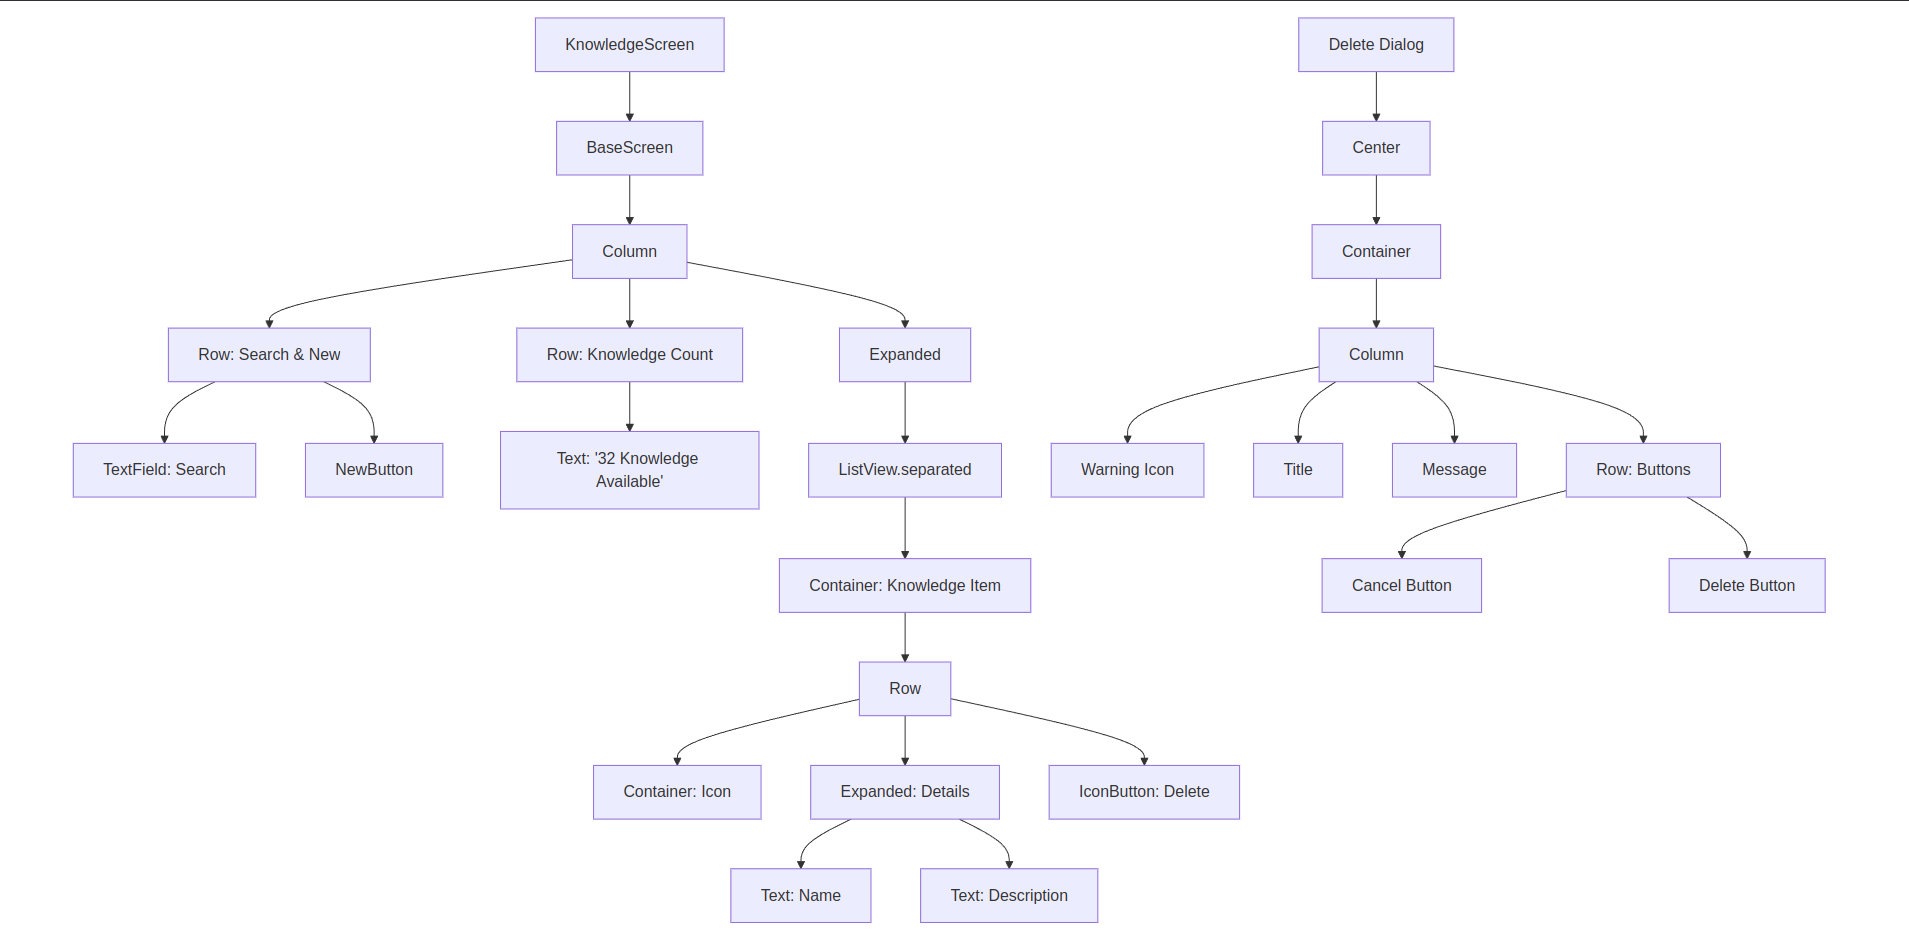 KnowledgeScreen
Delete Dialog
BaseScreen
Center
Column
Container
Row: Search & New
Row: Knowledge Count
Expanded
Column
TextField: Search
NewButton
Text: '32 Knowledge
Available'
ListView.separated
Warning Icon
Title
Message
Row: Buttons
Container: Knowledge Item
Cancel Button
Delete Button
Row
Container: Icon
Expanded: Details
IconButton: Delete
Text: Name
Text: Description